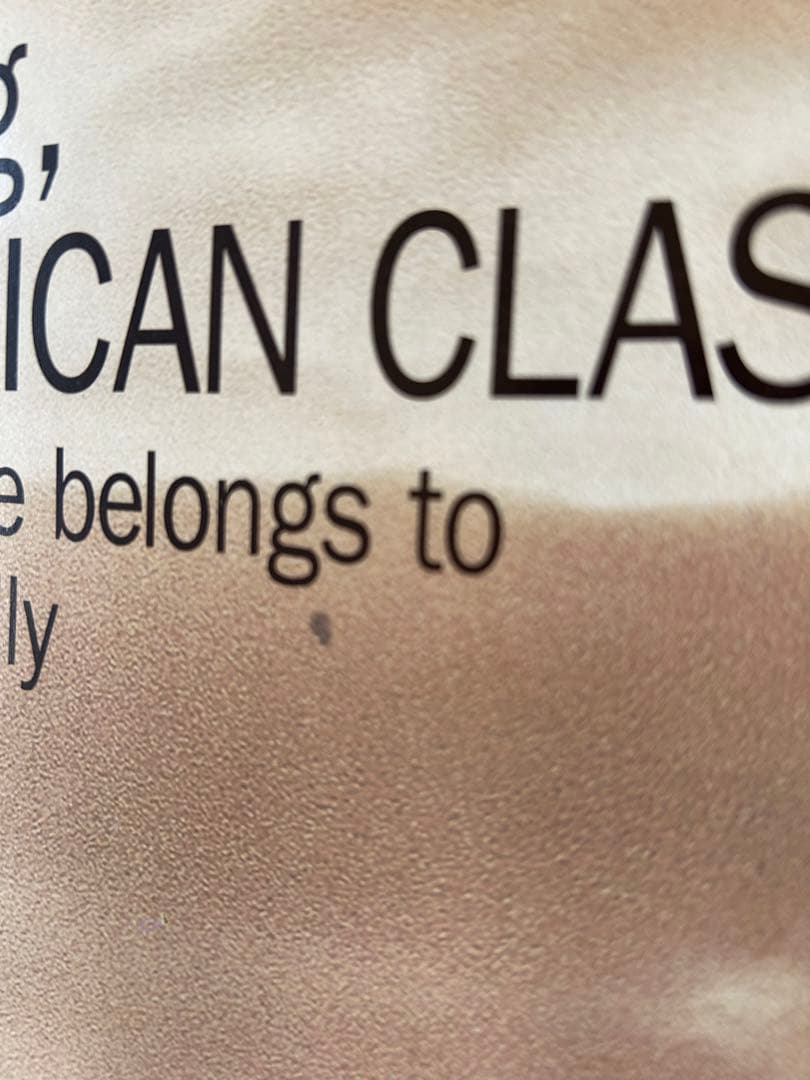 g,
ICAN CLAS
e belongs to
ly